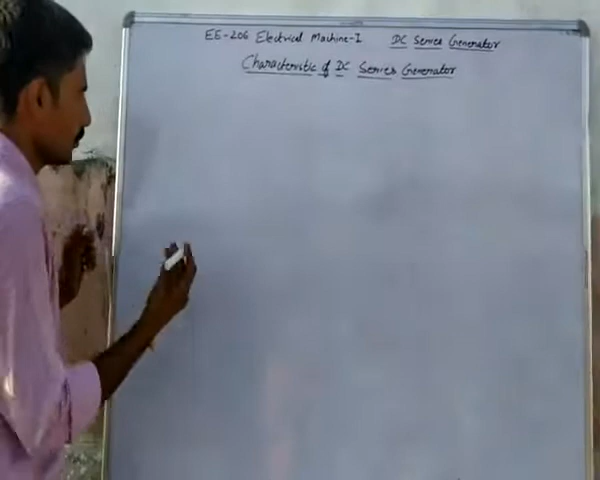 EE-206 Electrical Machine-I DC Series Generator
Characteristic of DC Series Generator